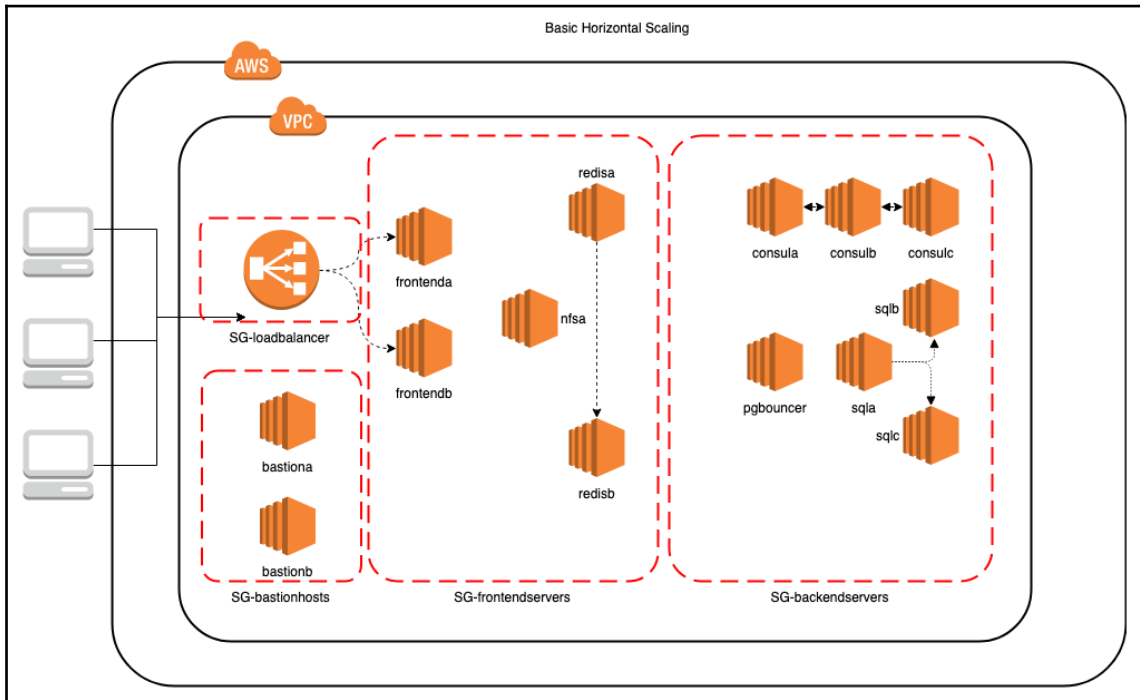 Basic Horizontal Scaling
AWS
VPC
redisa
frontenda
consula
consulb
consulc
nfsa
sqlb
SG-loadbalancer
frontendb
pgbouncer
sqla
sqlc
bastiona
redisb
bastionb
SG-bastionhosts
SG-frontendservers
SG-backendservers